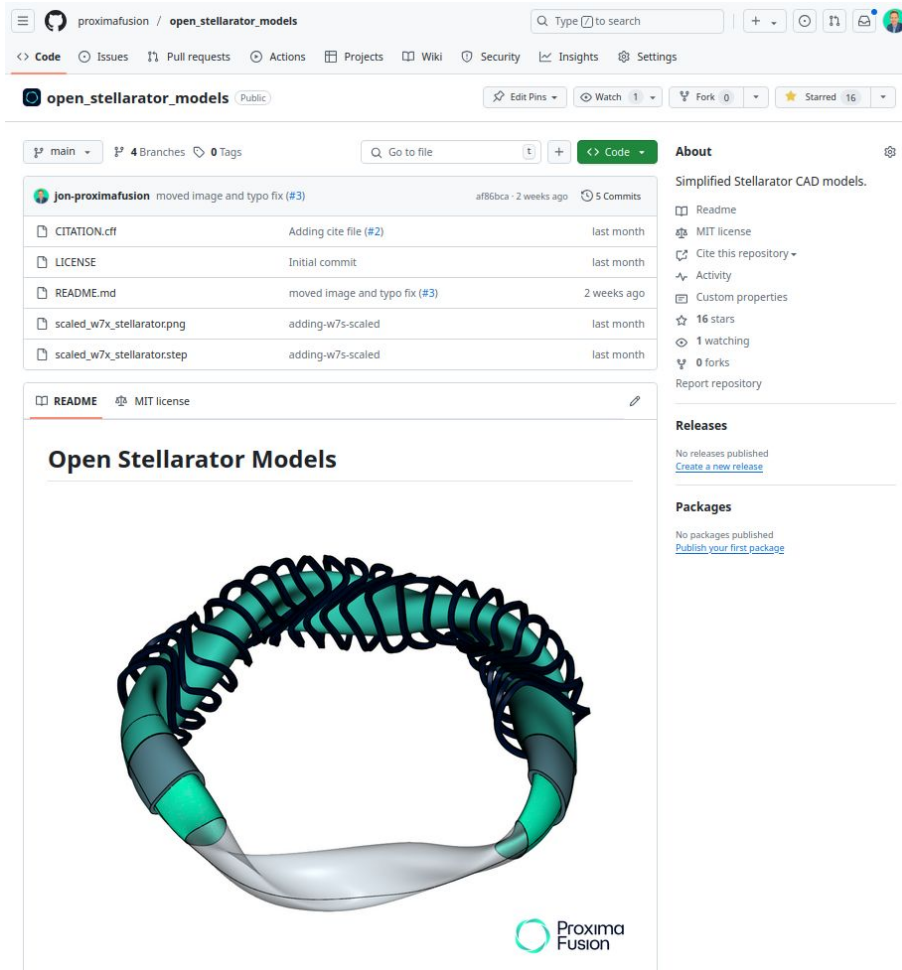 proximafusion / open_stellarator_models
Type / to search
Code Issues Pull requests Actions Projects Wiki Security Insights Settings
open_stellarator_models Public
Edit Pins Watch 1 Fork 0 Starred 16
main 4 Branches 0 Tags Go to file t + Code
jon-proximafusion moved image and typo fix (#3) af86bca · 2 weeks ago 5 Commits
CITATION.cff Adding cite file (#2) last month
LICENSE Initial commit last month
README.md moved image and typo fix (#3) 2 weeks ago
scaled_w7x_stellarator.png adding-w7s-scaled last month
scaled_w7x_stellarator.step adding-w7s-scaled last month
README MIT license
Open Stellarator Models
Proxima
Fusion
About
Simplified Stellarator CAD models.
Readme
MIT license
Cite this repository
Activity
Custom properties
16 stars
1 watching
0 forks
Report repository
Releases
No releases published
Create a new release
Packages
No packages published
Publish your first package